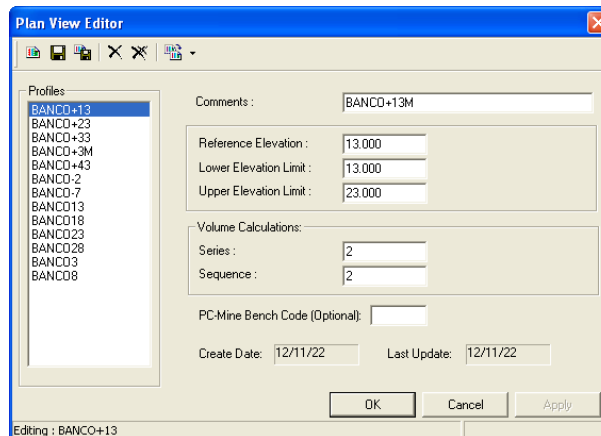 Plan View Editor
Profiles
BANCO+13
BANCO+23
BANCO+33
BANCO+3M
BANCO+43
BANCO-2
BANCO-7
BANCO13
BANCO18
BANCO23
BANCO28
BANCO3
BANCO8
Comments : BANCO+13M
Reference Elevation : 13.000
Lower Elevation Limit : 13.000
Upper Elevation Limit : 23.000
Volume Calculations:
Series : 2
Sequence : 2
PC-Mine Bench Code (Optional):
Create Date: 12/11/22 Last Update: 12/11/22
OK Cancel Apply
Editing : BANCO+13